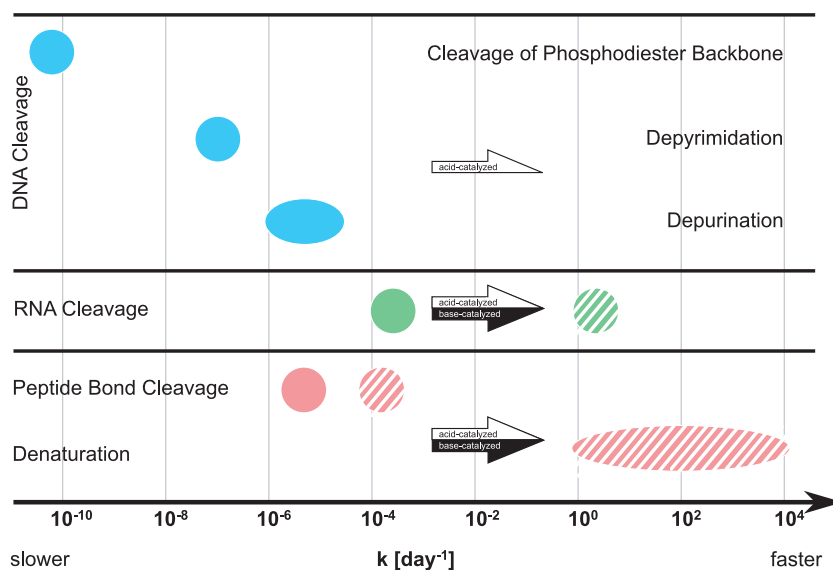 DNA Cleavage
Cleavage of Phosphodiester Backbone
Depyrimidation
acid-catalyzed
Depurination
RNA Cleavage
acid-catalyzed
base-catalyzed
Peptide Bond Cleavage
acid-catalyzed
base-catalyzed
Denaturation
10⁻¹⁰ 10⁻⁸ 10⁻⁶ 10⁻⁴ 10⁻² 10⁰ 10² 10⁴
slower k [day⁻¹] faster